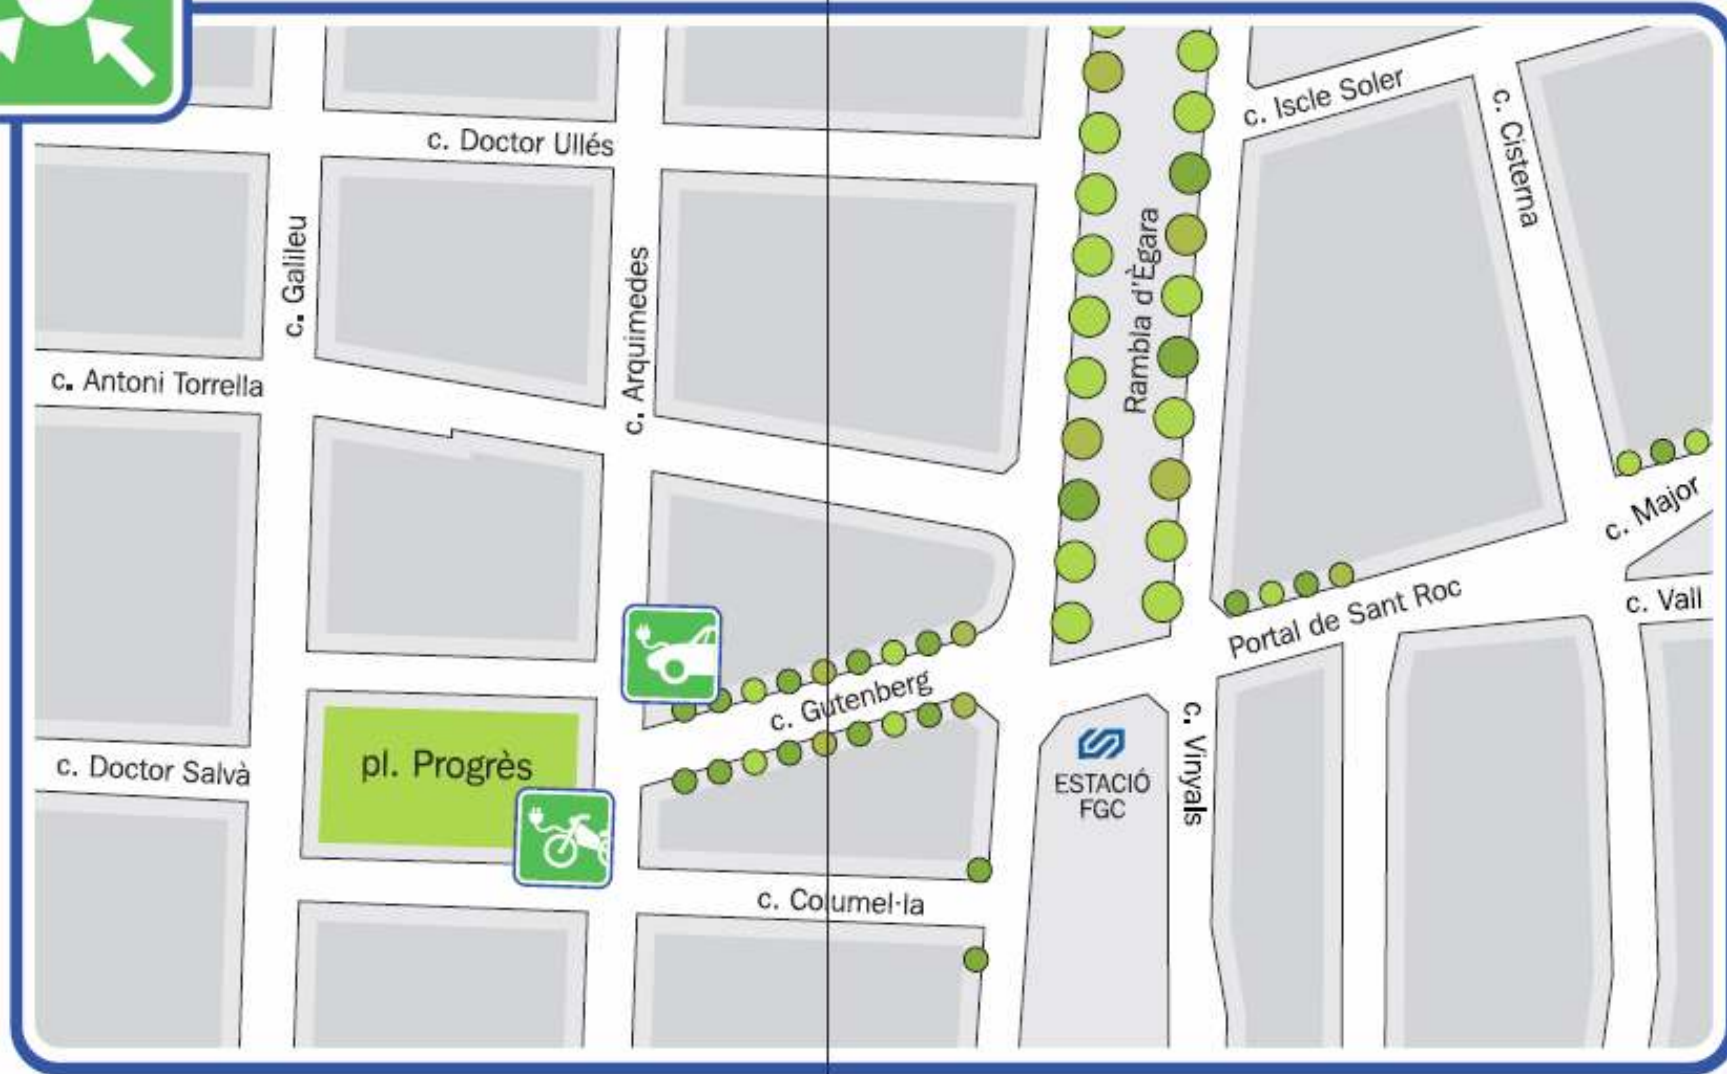 c. Iscle Soler
c. Cisterna
c. Doctor Ullés
c. Galileu
c. Arquimedes
Rambla d'Ègara
c. Antoni Torrella
c. Major
Portal de Sant Roc
c. Vall
c. Gutenberg
c. Vinyals
pl. Progrès
c. Doctor Salvà
ESTACIÓ
FGC
c. Columel·la